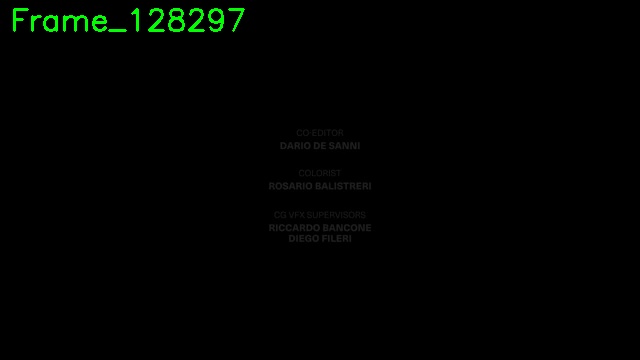 Frame_128297
CO-EDITOR
DARIO DE SANNI
COLORIST
ROSARIO BALISTRERI
CG VFX SUPERVISORS
RICCARDO BANCONE
DIEGO FILERI